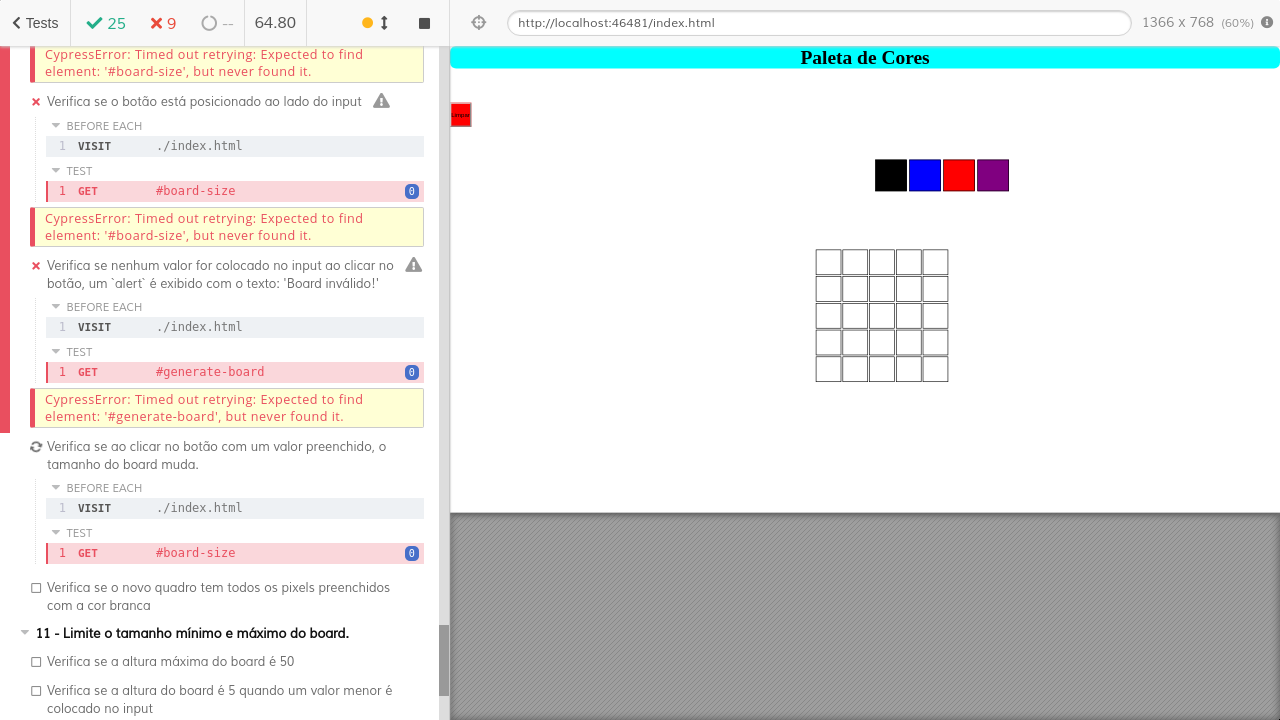 Tests 25 9 -- 64.80
http://localhost:46481/index.html 1366 x 768 (60%)
CypressError: Timed out retrying: Expected to find
element: '#board-size', but never found it.
Verifica se o botão está posicionado ao lado do input
BEFORE EACH
1 VISIT ./index.html
TEST
1 GET #board-size 0
CypressError: Timed out retrying: Expected to find
element: '#board-size', but never found it.
Verifica se nenhum valor for colocado no input ao clicar no
botão, um `alert` é exibido com o texto: 'Board inválido!'
BEFORE EACH
1 VISIT ./index.html
TEST
1 GET #generate-board 0
CypressError: Timed out retrying: Expected to find
element: '#generate-board', but never found it.
Verifica se ao clicar no botão com um valor preenchido, o
tamanho do board muda.
BEFORE EACH
1 VISIT ./index.html
TEST
1 GET #board-size 0
Verifica se o novo quadro tem todos os pixels preenchidos
com a cor branca
11 - Limite o tamanho mínimo e máximo do board.
Verifica se a altura máxima do board é 50
Verifica se a altura do board é 5 quando um valor menor é
colocado no input
Paleta de Cores